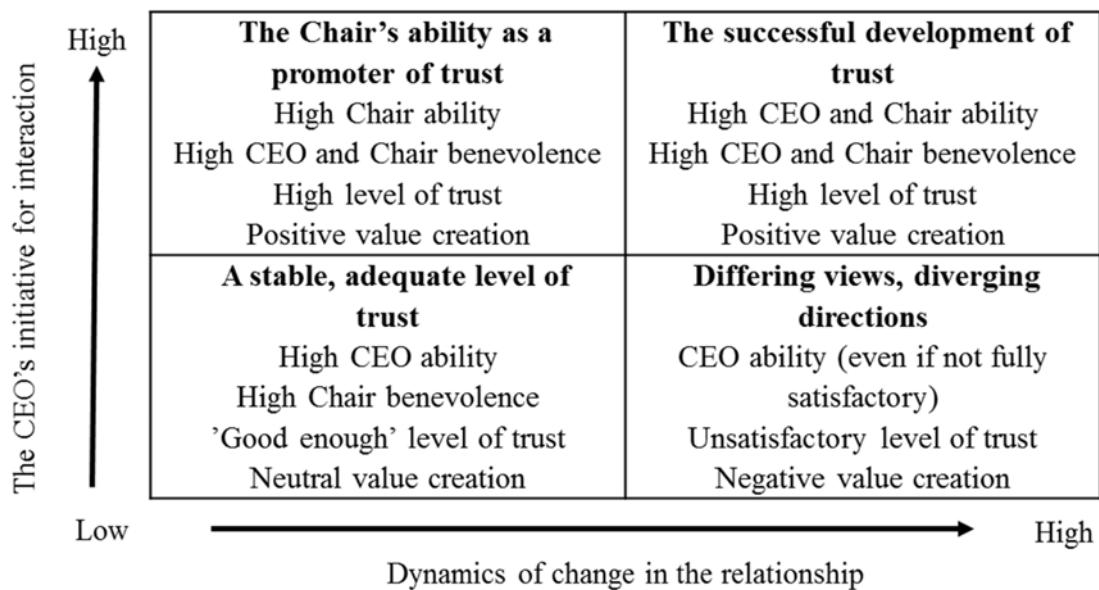 The CEO's initiative for interaction
High
Low
The Chair's ability as a
promoter of trust
High Chair ability
High CEO and Chair benevolence
High level of trust
Positive value creation
The successful development of
trust
High CEO and Chair ability
High CEO and Chair benevolence
High level of trust
Positive value creation
A stable, adequate level of
trust
High CEO ability
High Chair benevolence
'Good enough' level of trust
Neutral value creation
Differing views, diverging
directions
CEO ability (even if not fully
satisfactory)
Unsatisfactory level of trust
Negative value creation
High
Dynamics of change in the relationship